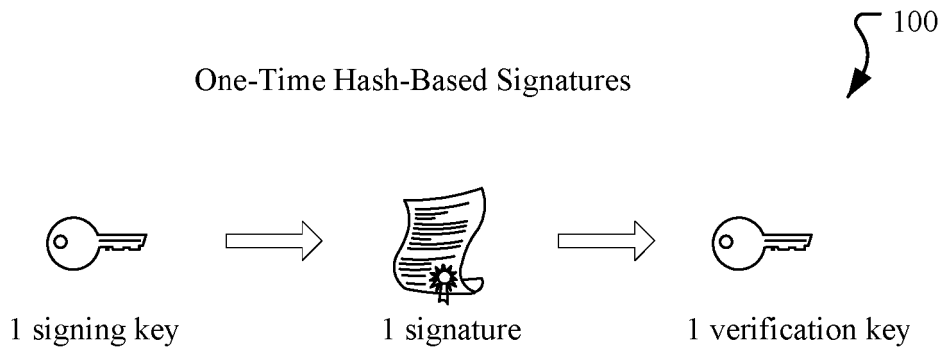 100
One-Time Hash-Based Signatures
1 signing key
1 signature
1 verification key